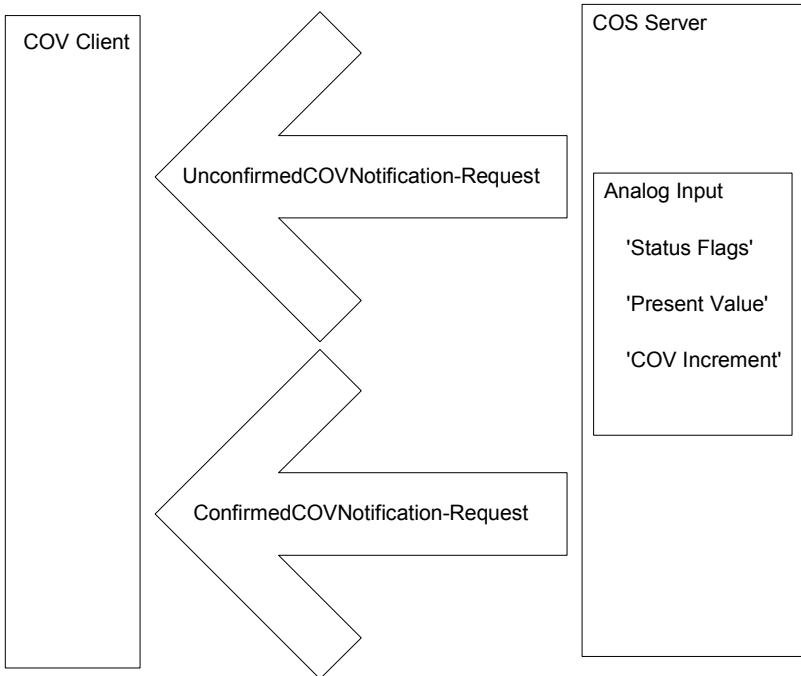 COV Client
UnconfirmedCOVNotification-Request
ConfirmedCOVNotification-Request
COS Server
Analog Input
'Status Flags'
'Present Value'
'COV Increment'